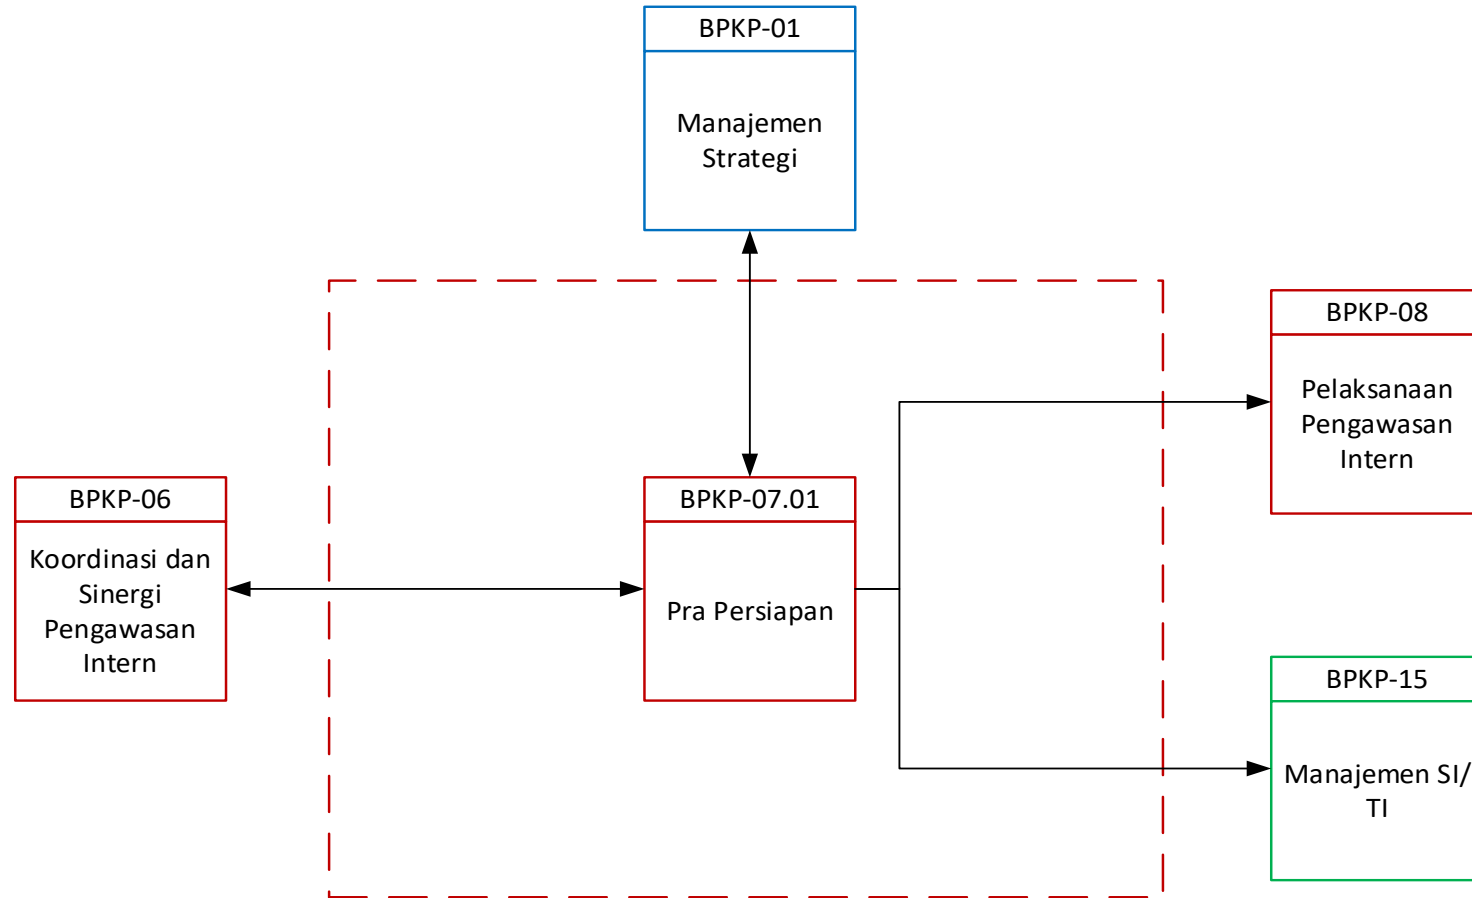 BPKP-01
Manajemen
Strategi
BPKP-08
Pelaksanaan
Pengawasan
Intern
BPKP-06
Koordinasi dan
Sinergi
Pengawasan
Intern
BPKP-07.01
Pra Persiapan
BPKP-15
Manajemen SI/
TI